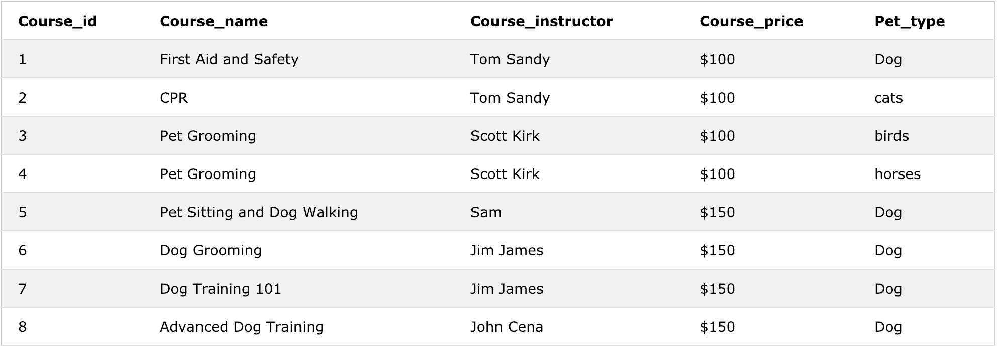 Course_id Course_name Course_instructor Course_price Pet_type
1 First Aid and Safety Tom Sandy $100 Dog
2 CPR Tom Sandy $100 cats
3 Pet Grooming Scott Kirk $100 birds
4 Pet Grooming Scott Kirk $100 horses
5 Pet Sitting and Dog Walking Sam $150 Dog
6 Dog Grooming Jim James $150 Dog
7 Dog Training 101 Jim James $150 Dog
8 Advanced Dog Training John Cena $150 Dog